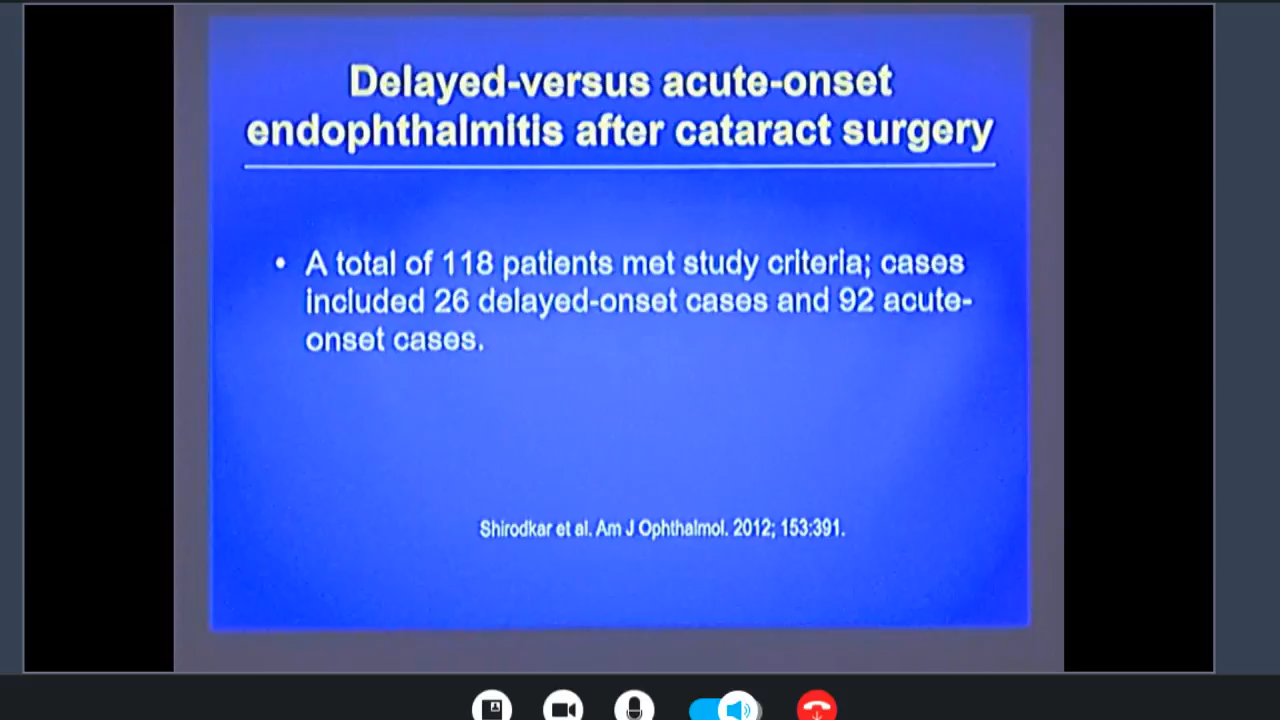 Delayed-versus acute-onset
endophthalmitis after cataract surgery
• A total of 118 patients met study criteria; cases
included 26 delayed-onset cases and 92 acute-
onset cases.
Shirodkar et al. Am J Ophthalmol. 2012; 153:391.